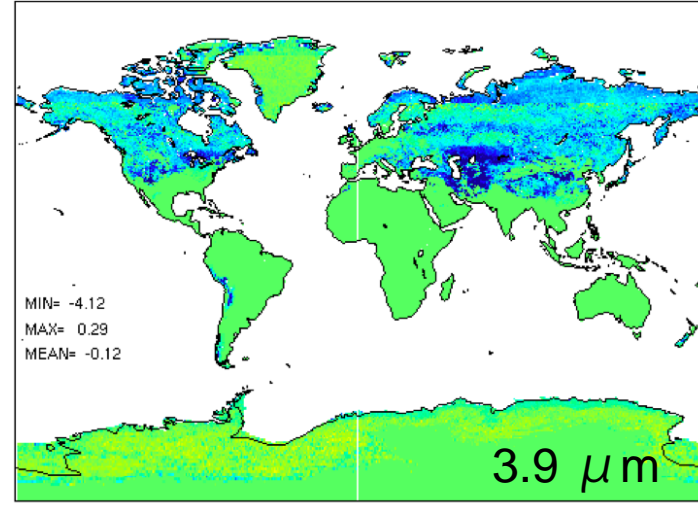 MIN= -4.12
MAX= 0.29
MEAN= -0.12
3.9 μm